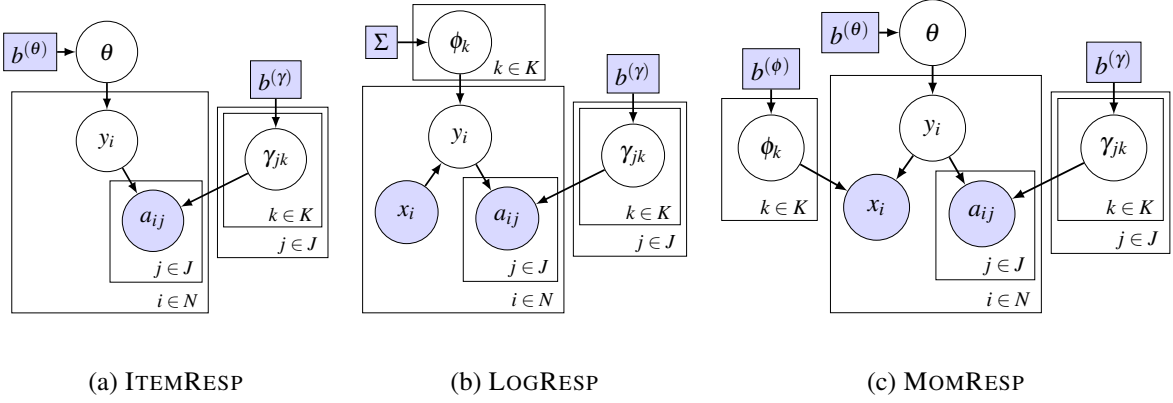 b^(θ) θ
y_i
a_ij
j ∈ J
i ∈ N
b^(γ)
γ_jk
k ∈ K
j ∈ J
(a) ITEMRESP
Σ ϕ_k
k ∈ K
y_i
x_i a_ij
j ∈ J
i ∈ N
b^(γ)
γ_jk
k ∈ K
j ∈ J
(b) LOGRESP
b^(θ) θ
b^(ϕ)
ϕ_k
k ∈ K
y_i
x_i a_ij
j ∈ J
i ∈ N
b^(γ)
γ_jk
k ∈ K
j ∈ J
(c) MOMRESP